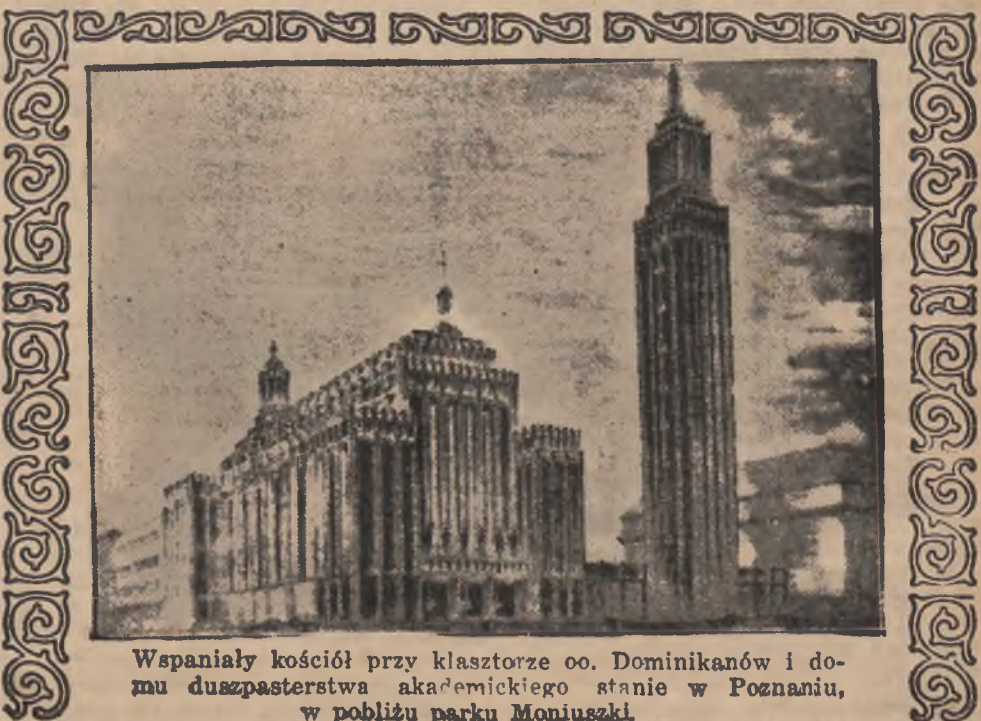 Wspaniały kościół przy klasztorze oo. Dominikanów i do-
mu duszpasterstwa akademickiego stanie w Poznaniu,
w pobliżu parku Moniuszki.